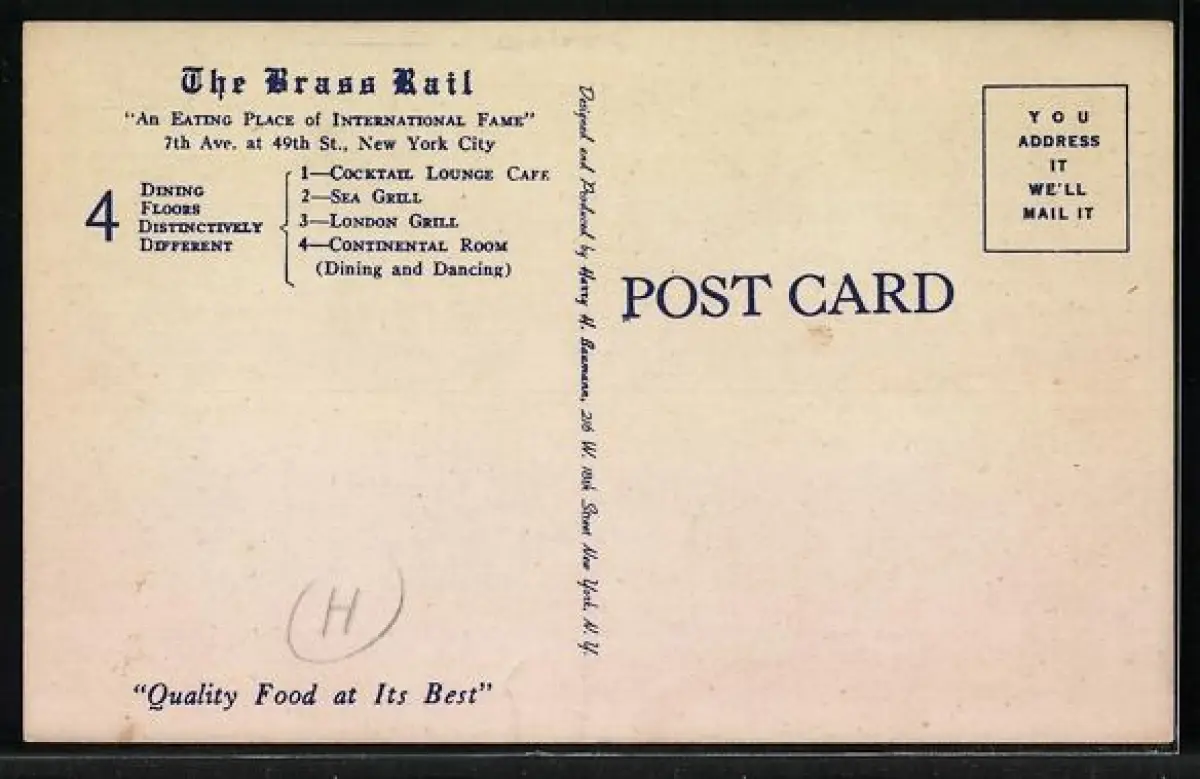 The Brass Rail
"An Eating Place of International Fame"
7th Ave. at 49th St., New York City
4
Dining
Floors
Distinctively
Different
1—Cocktail Lounge Cafe
2—Sea Grill
3—London Grill
4—Continental Room
(Dining and Dancing)
H
"Quality Food at Its Best"
Designed and Produced by Harry H. Baumann, 216 W. 18th Street New York, N. Y.
POST CARD
YOU
ADDRESS
IT
WE'LL
MAIL IT